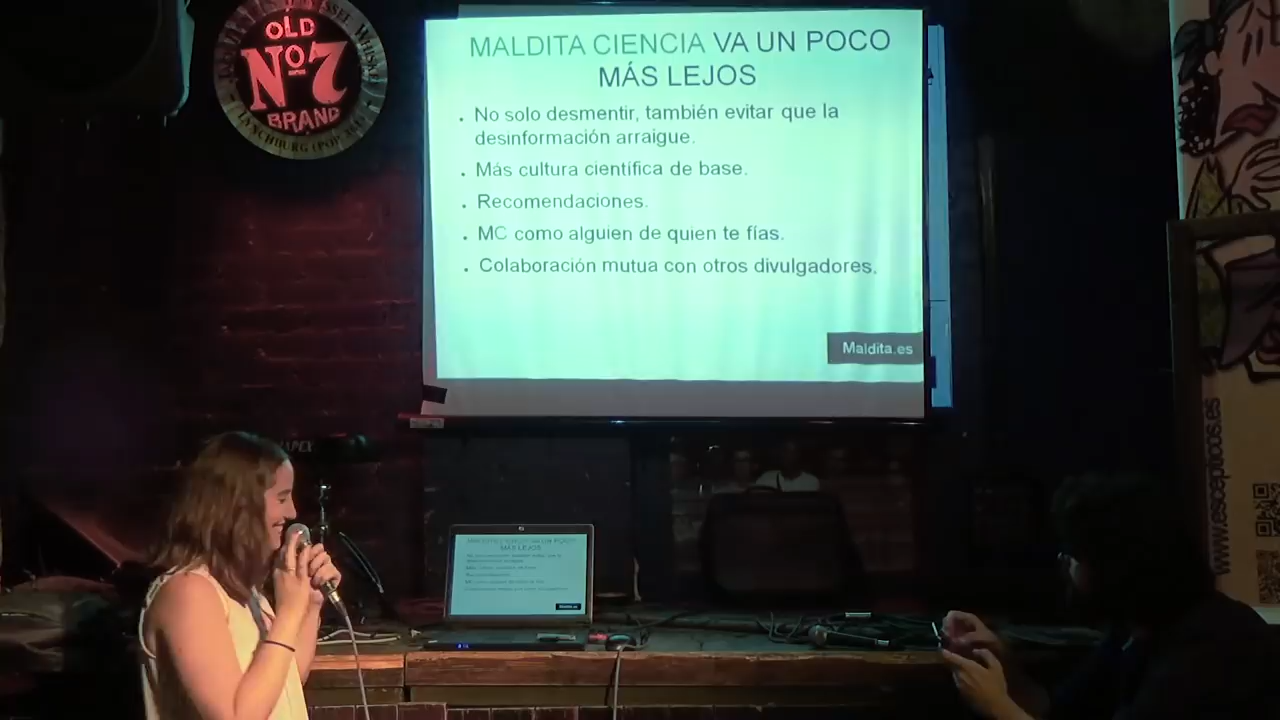 OLD
Nº7
BRAND
MALDITA CIENCIA VA UN POCO
MÁS LEJOS
No solo desmentir, también evitar que la
desinformación arraigue.
Más cultura científica de base.
Recomendaciones.
MC como alguien de quien te fías.
Colaboración mutua con otros divulgadores.
Maldita.es
www.escepticos.es
MÁS LEJOS